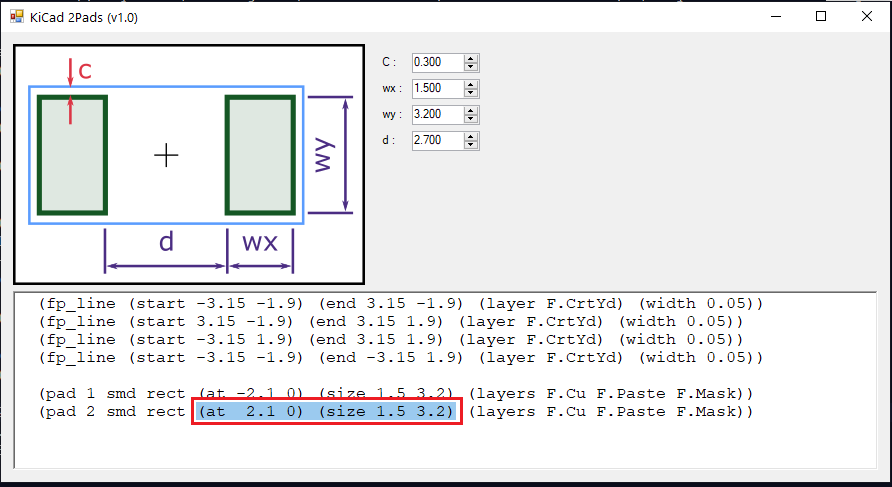 KiCad 2Pads (v1.0)
C
wy
d
wx
C : 0.300
wx : 1.500
wy : 3.200
d : 2.700
(fp_line (start -3.15 -1.9) (end 3.15 -1.9) (layer F.CrtYd) (width 0.05))
(fp_line (start 3.15 -1.9) (end 3.15 1.9) (layer F.CrtYd) (width 0.05))
(fp_line (start -3.15 1.9) (end 3.15 1.9) (layer F.CrtYd) (width 0.05))
(fp_line (start -3.15 -1.9) (end -3.15 1.9) (layer F.CrtYd) (width 0.05))
(pad 1 smd rect (at -2.1 0) (size 1.5 3.2) (layers F.Cu F.Paste F.Mask))
(pad 2 smd rect (at  2.1 0) (size 1.5 3.2) (layers F.Cu F.Paste F.Mask))